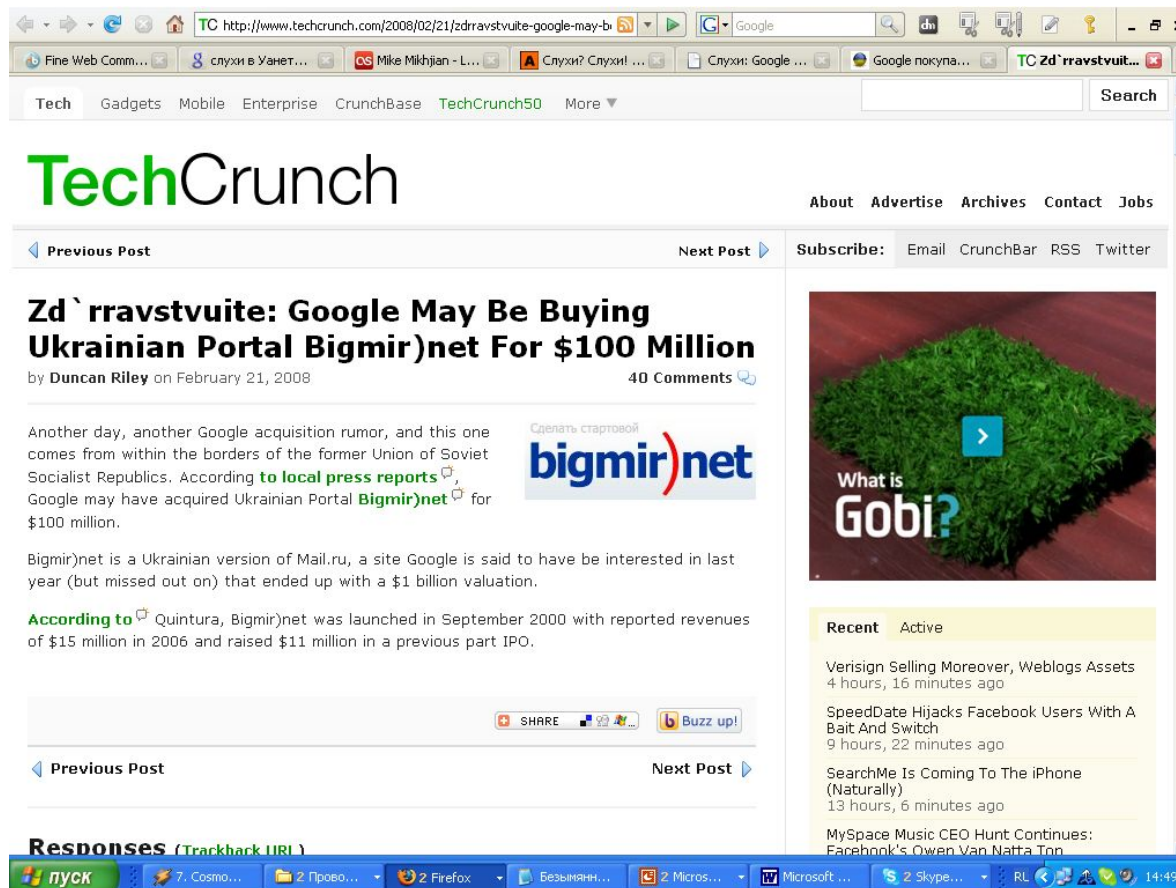 TC http://www.techcrunch.com/2008/02/21/zdrravstvuite-google-may-b
G Google
Fine Web Comm...
слухи в Уанет...
Mike Mikhjian - L...
Слухи? Слухи! ...
Слухи: Google ...
Google покупа...
TC Zd`rravstvuit...
Tech Gadgets Mobile Enterprise CrunchBase TechCrunch50 More
Search
TechCrunch
About Advertise Archives Contact Jobs
Previous Post
Next Post
Subscribe: Email CrunchBar RSS Twitter
Zd`rravstvuite: Google May Be Buying
Ukrainian Portal Bigmir)net For $100 Million
by Duncan Riley on February 21, 2008
40 Comments
Another day, another Google acquisition rumor, and this one
comes from within the borders of the former Union of Soviet
Socialist Republics. According to local press reports,
Google may have acquired Ukrainian Portal Bigmir)net for
$100 million.
Сделать стартовой
bigmir)net
Bigmir)net is a Ukrainian version of Mail.ru, a site Google is said to have be interested in last
year (but missed out on) that ended up with a $1 billion valuation.
According to Quintura, Bigmir)net was launched in September 2000 with reported revenues
of $15 million in 2006 and raised $11 million in a previous part IPO.
SHARE
Buzz up!
Previous Post
Next Post
Responses (Trackback URL)
What is
Gobi?
Recent Active
Verisign Selling Moreover, Weblogs Assets
4 hours, 16 minutes ago
SpeedDate Hijacks Facebook Users With A
Bait And Switch
9 hours, 22 minutes ago
SearchMe Is Coming To The iPhone
(Naturally)
13 hours, 6 minutes ago
MySpace Music CEO Hunt Continues:
Facebook's Owen Van Natta Top
пуск
7. Cosmo...
2 Прово...
2 Firefox
Безымянн...
2 Micros...
Microsoft ...
2 Skype...
RL